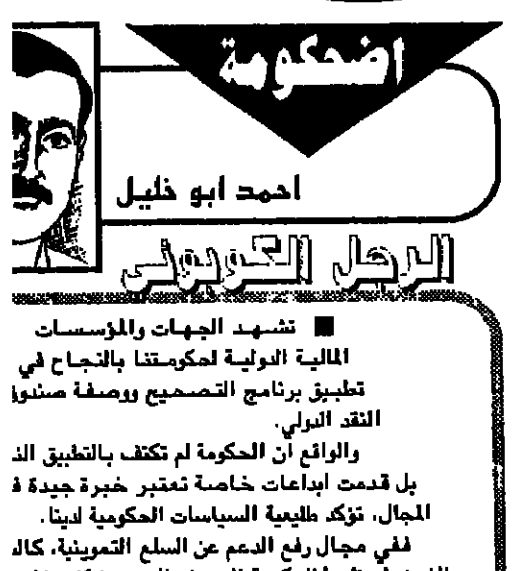 اضحكومة
احمد ابو خليل
الرجل الكوبوني
■ تشهد الجهات والمؤسسات
المالية الدولية لحكومتنا بالنجاح في
تطبيق برنامج التصحيح ووصفة صندوق
النقد الدولي.
والواقع أن الحكومة لم تكتف بالتطبيق
بل قدمت ابداعات خاصة تعتبر خبرة جيدة
المجال، تؤكد طليعية السياسات الحكومية لدينا.
ففي مجال رفع الدعم عن السلع التموينية،